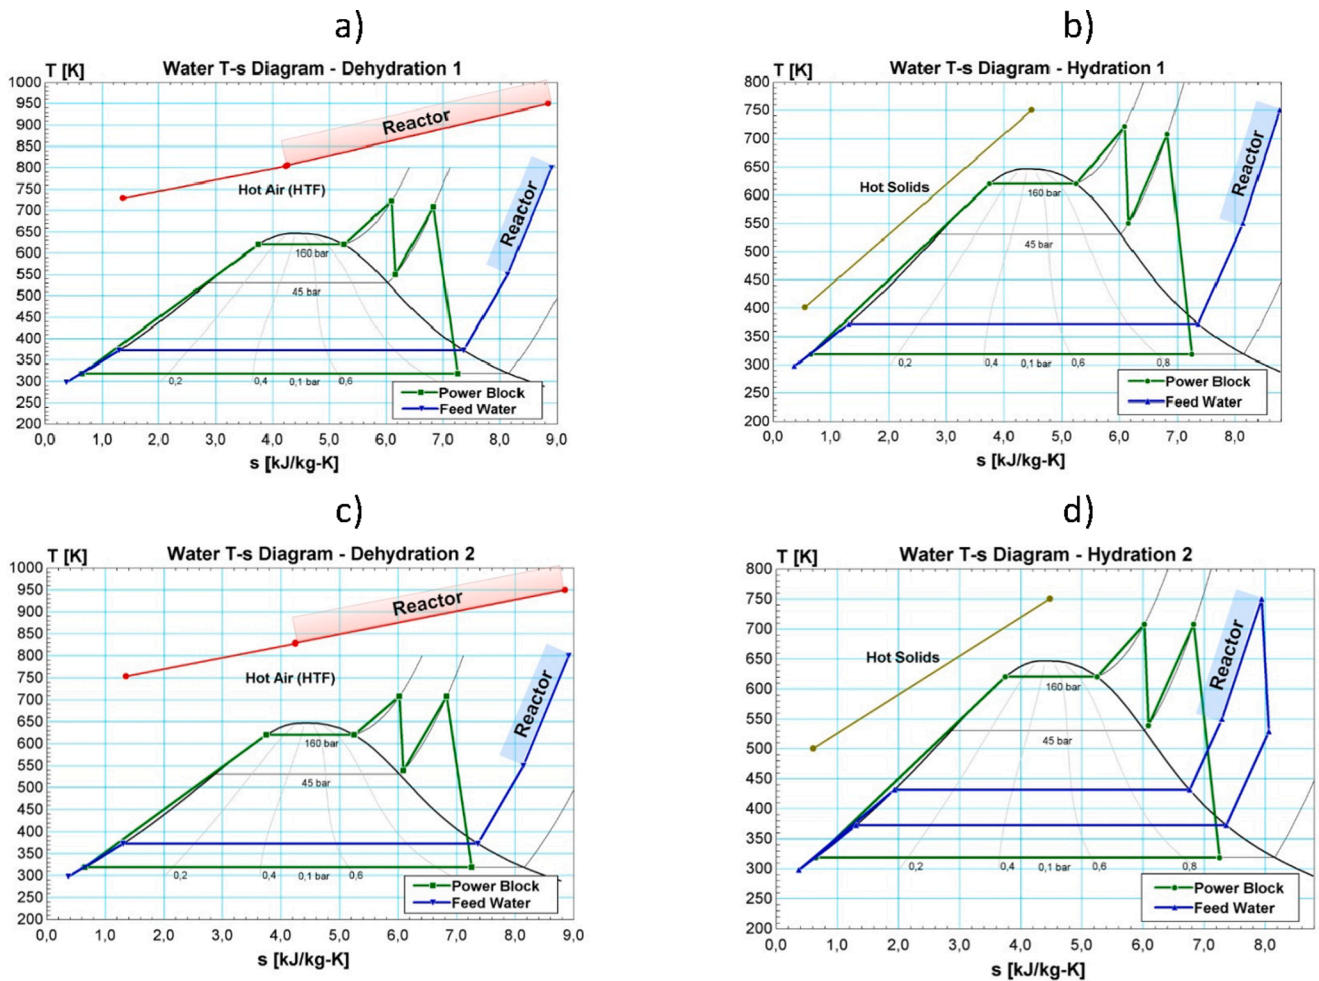 a)
T [K]
Water T-s Diagram - Dehydration 1
1000
950
900
850
800
750
700
650
600
550
500
450
400
350
300
250
200
Reactor
Hot Air (HTF)
Reactor
160 bar
45 bar
0,2
0,4
0,1 bar
0,6
Power Block
Feed Water
0,0
1,0
2,0
3,0
4,0
5,0
6,0
7,0
8,0
9,0
s [kJ/kg-K]
b)
T [K]
Water T-s Diagram - Hydration 1
800
750
700
650
600
550
500
450
400
350
300
250
200
Hot Solids
Reactor
160 bar
45 bar
0,2
0,4
0,1 bar
0,6
0,8
Power Block
Feed Water
0,0
1,0
2,0
3,0
4,0
5,0
6,0
7,0
8,0
s [kJ/kg-K]
c)
T [K]
Water T-s Diagram - Dehydration 2
1000
950
900
850
800
750
700
650
600
550
500
450
400
350
300
250
200
Reactor
Hot Air (HTF)
Reactor
160 bar
45 bar
0,2
0,4
0,1 bar
0,6
Power Block
Feed Water
0,0
1,0
2,0
3,0
4,0
5,0
6,0
7,0
8,0
9,0
s [kJ/kg-K]
d)
T [K]
Water T-s Diagram - Hydration 2
800
750
700
650
600
550
500
450
400
350
300
250
200
Hot Solids
Reactor
160 bar
45 bar
0,2
0,4
0,1 bar
0,6
0,8
Power Block
Feed Water
0,0
1,0
2,0
3,0
4,0
5,0
6,0
7,0
8,0
s [kJ/kg-K]